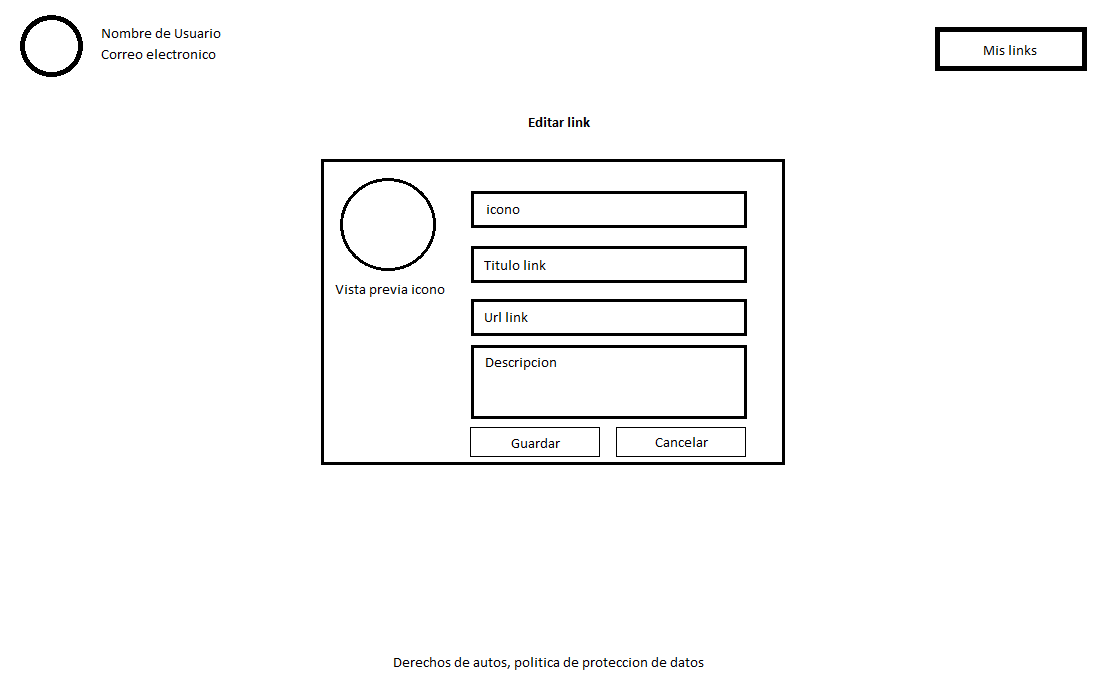 Nombre de Usuario
Correo electronico
Mis links
Editar link
icono
Titulo link
Vista previa icono
Url link
Descripcion
Guardar
Cancelar
Derechos de autos, politica de proteccion de datos